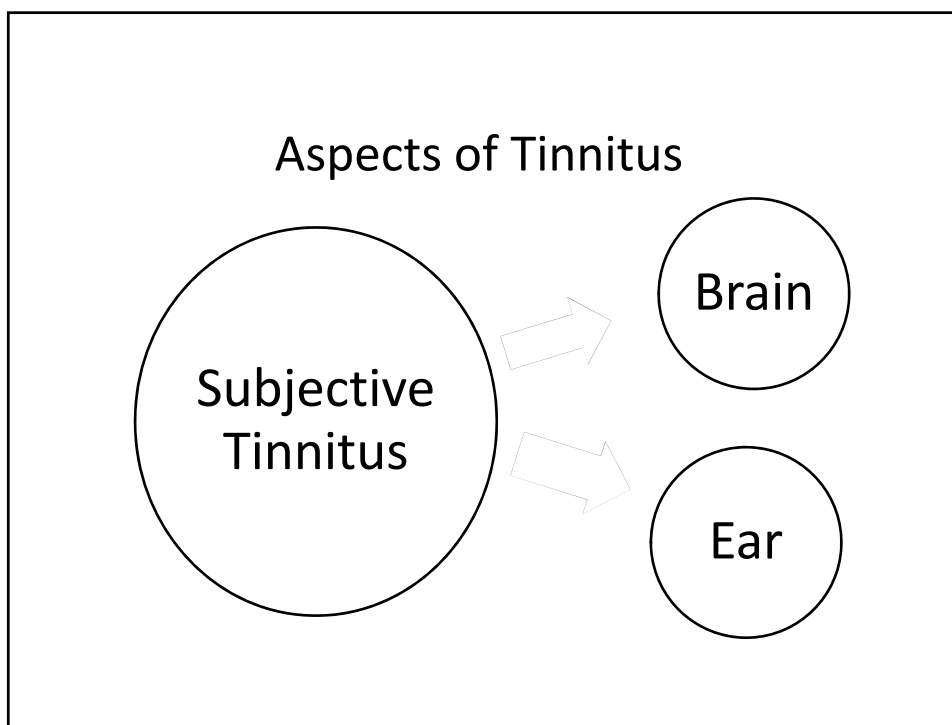 Aspects of Tinnitus
Subjective
Tinnitus
Brain
Ear